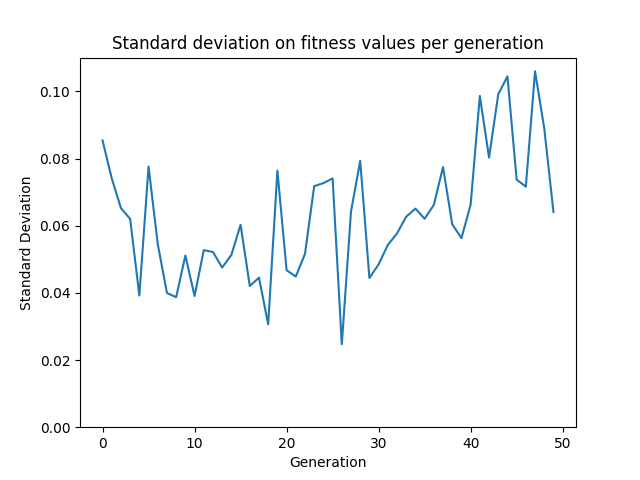 Standard deviation on fitness values per generation
Standard Deviation
0.10
0.08
0.06
0.04
0.02
0.00
0 10 20 30 40 50
Generation